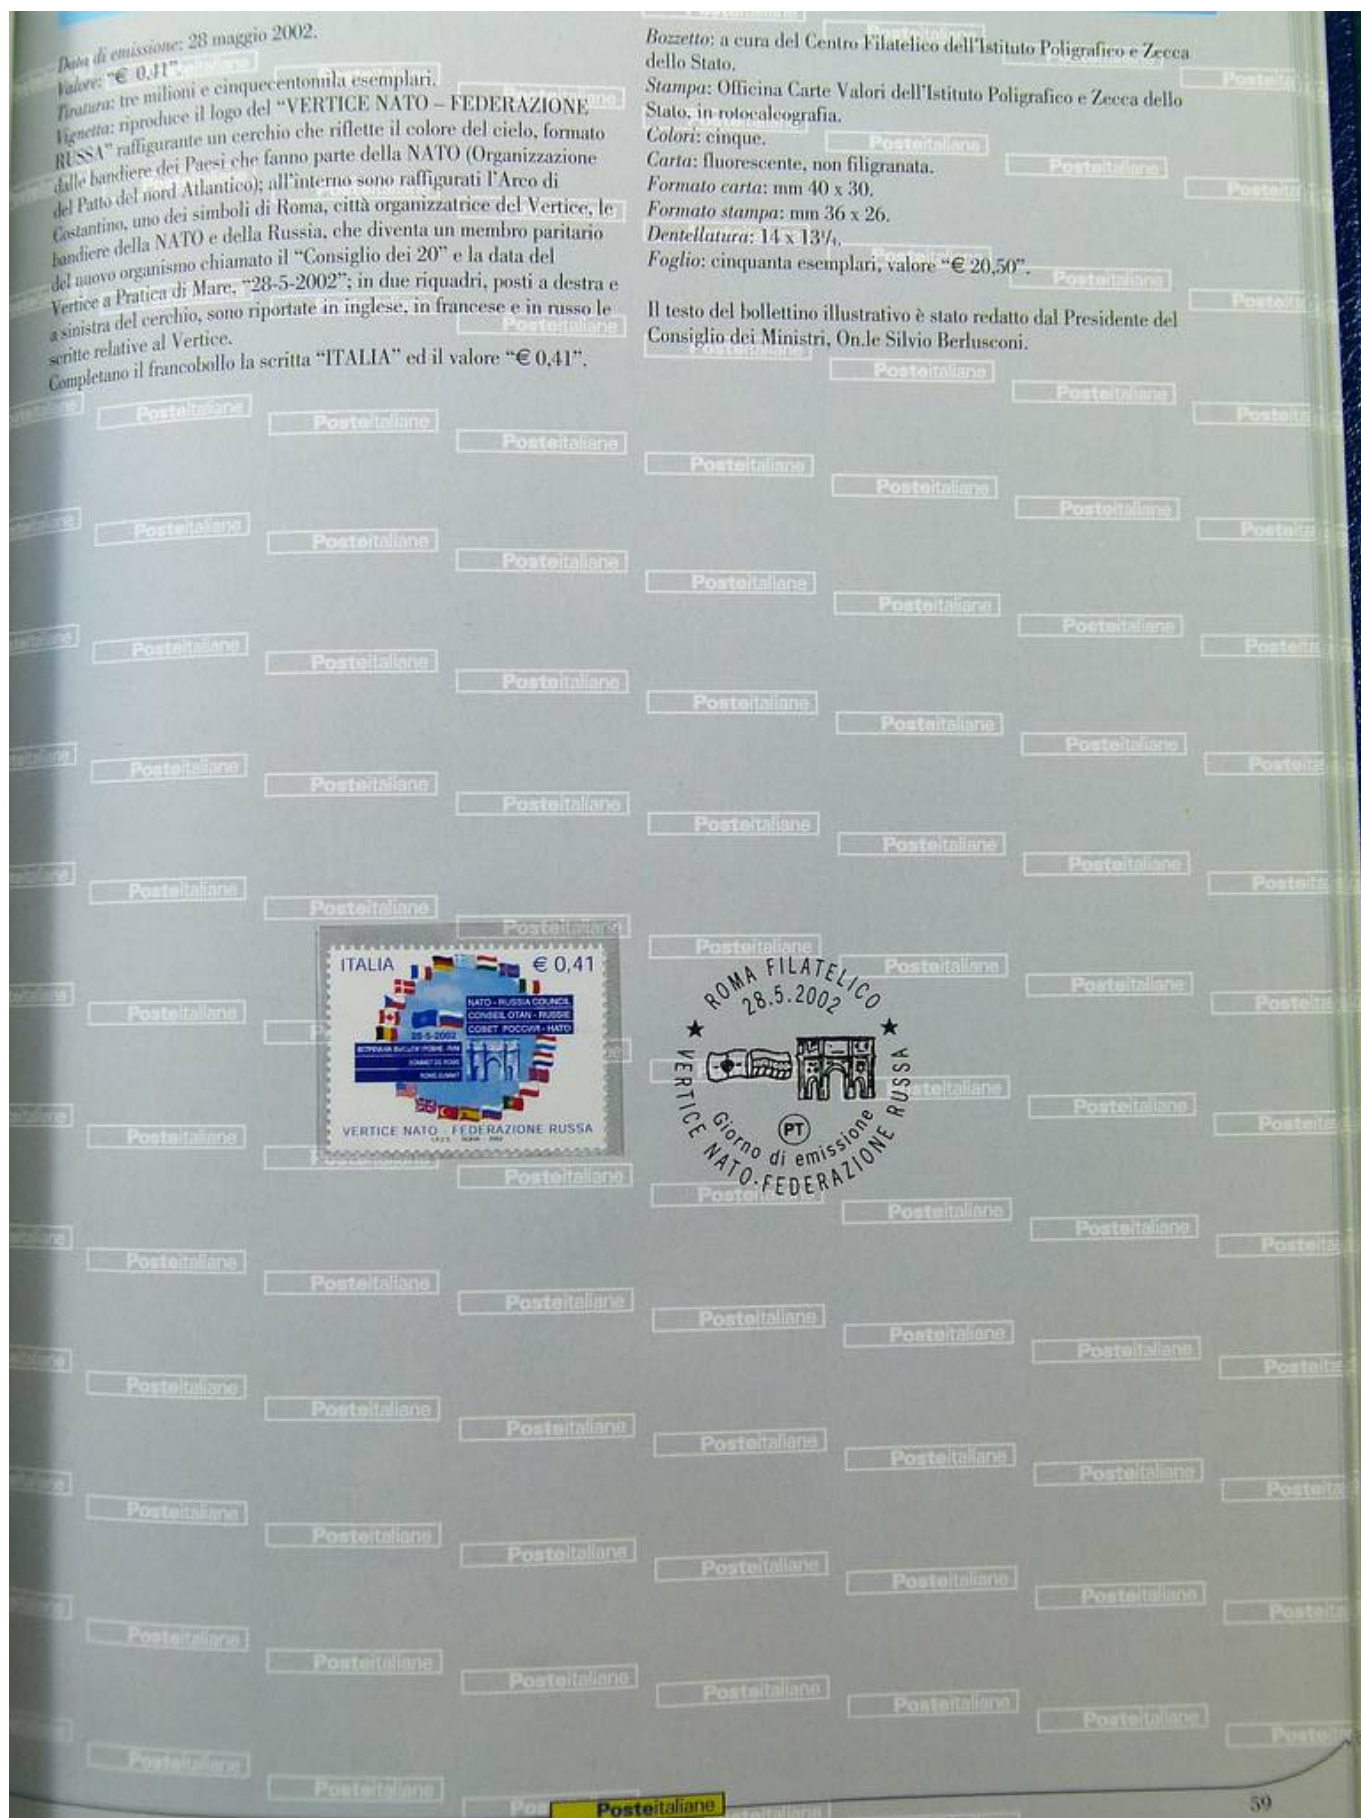 Data di emissione: 28 maggio 2002.
Valore: “€ 0,41”.
Tiratura: tre milioni e cinquecentomila esemplari.
Vignetta: riproduce il logo del “VERTICE NATO – FEDERAZIONE
RUSSA” raffigurante un cerchio che riflette il colore del cielo, formato
dalle bandiere dei Paesi che fanno parte della NATO (Organizzazione
del Patto del nord Atlantico); all’interno sono raffigurati l’Arco di
Costantino, uno dei simboli di Roma, città organizzatrice del Vertice, le
bandiere della NATO e della Russia, che diventa un membro paritario
del nuovo organismo chiamato il “Consiglio dei 20” e la data del
Vertice a Pratica di Mare, “28-5-2002”; in due riquadri, posti a destra e
a sinistra del cerchio, sono riportate in inglese, in francese e in russo le
scritte relative al Vertice.
Completano il francobollo la scritta “ITALIA” ed il valore “€ 0,41”.
Bozzetto: a cura del Centro Filatelico dell’Istituto Poligrafico e Zecca
dello Stato.
Stampa: Officina Carte Valori dell’Istituto Poligrafico e Zecca dello
Stato, in rotocalcografia.
Colori: cinque.
Carta: fluorescente, non filigranata.
Formato carta: mm 40 x 30.
Formato stampa: mm 36 x 26.
Dentellatura: 14 x 13¼.
Foglio: cinquanta esemplari, valore “€ 20,50”.
Il testo del bollettino illustrativo è stato redatto dal Presidente del
Consiglio dei Ministri, On.le Silvio Berlusconi.
ITALIA € 0,41
NATO - RUSSIA COUNCIL
CONSEIL OTAN - RUSSIE
СОВЕТ РОССИЯ - НАТО
28-5-2002
SOMMET DE ROME
ROME SUMMIT
VERTICE NATO - FEDERAZIONE RUSSA
ROMA FILATELICO
28.5.2002
Giorno di emissione
PT
VERTICE NATO-FEDERAZIONE RUSSA
Posteitaliane
59